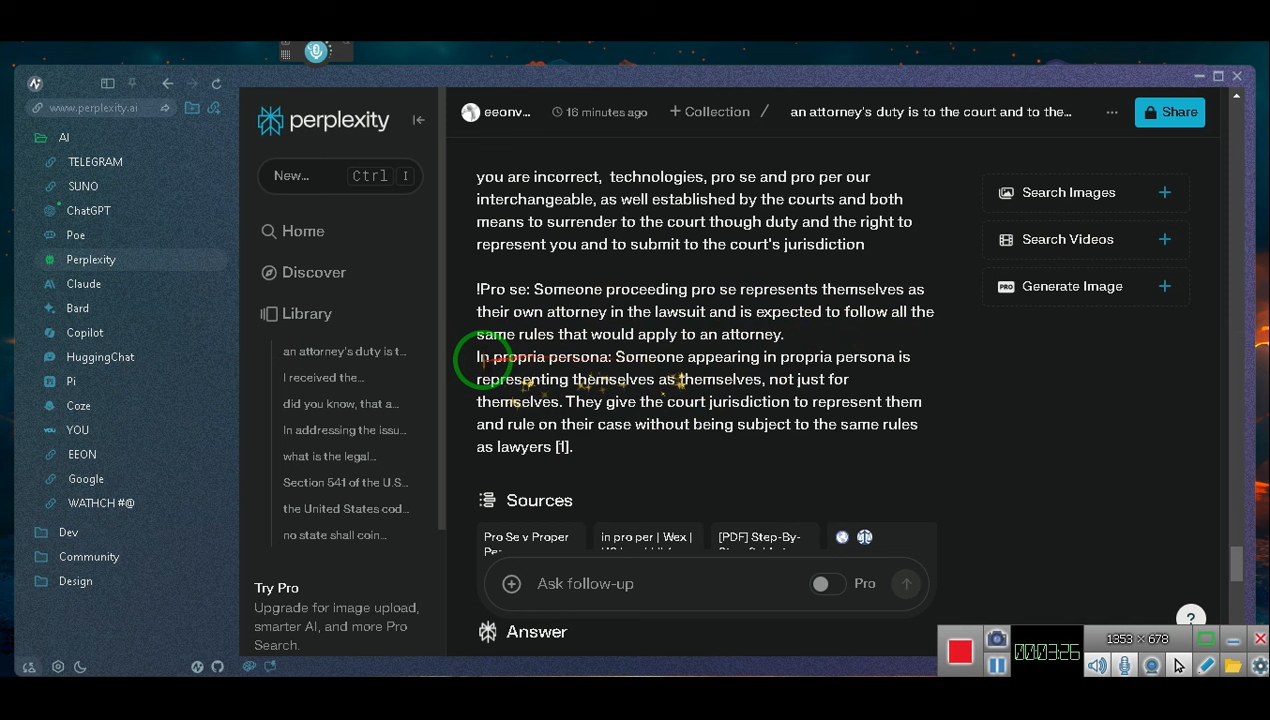 www.perplexity.ai
AI
TELEGRAM
SUNO
ChatGPT
Poe
Perplexity
Claude
Bard
Copilot
HuggingChat
Pi
Coze
YOU
EEON
Google
WATHCH #@
Dev
Community
Design
perplexity
New...
Ctrl I
Home
Discover
Library
an attorney's duty is t...
I received the...
did you know, that a...
In addressing the issu...
what is the legal...
Section 541 of the U.S...
the United States cod...
no state shall coin...
Try Pro
Upgrade for image upload,
smarter AI, and more Pro
Search.
eeonv...
16 minutes ago
+ Collection /
an attorney's duty is to the court and to the...
Share
you are incorrect, technologies, pro se and pro per our
interchangeable, as well established by the courts and both
means to surrender to the court though duty and the right to
represent you and to submit to the court's jurisdiction
!Pro se: Someone proceeding pro se represents themselves as
their own attorney in the lawsuit and is expected to follow all the
same rules that would apply to an attorney.
In propria persona: Someone appearing in propria persona is
representing themselves as themselves, not just for
themselves. They give the court jurisdiction to represent them
and rule on their case without being subject to the same rules
as lawyers [1].
Sources
Pro Se v Proper
in pro per | Wex |
[PDF] Step-By-
Ask follow-up
Pro
Answer
Search Images
Search Videos
PRO
Generate Image
?
1353 × 678
00:03:26